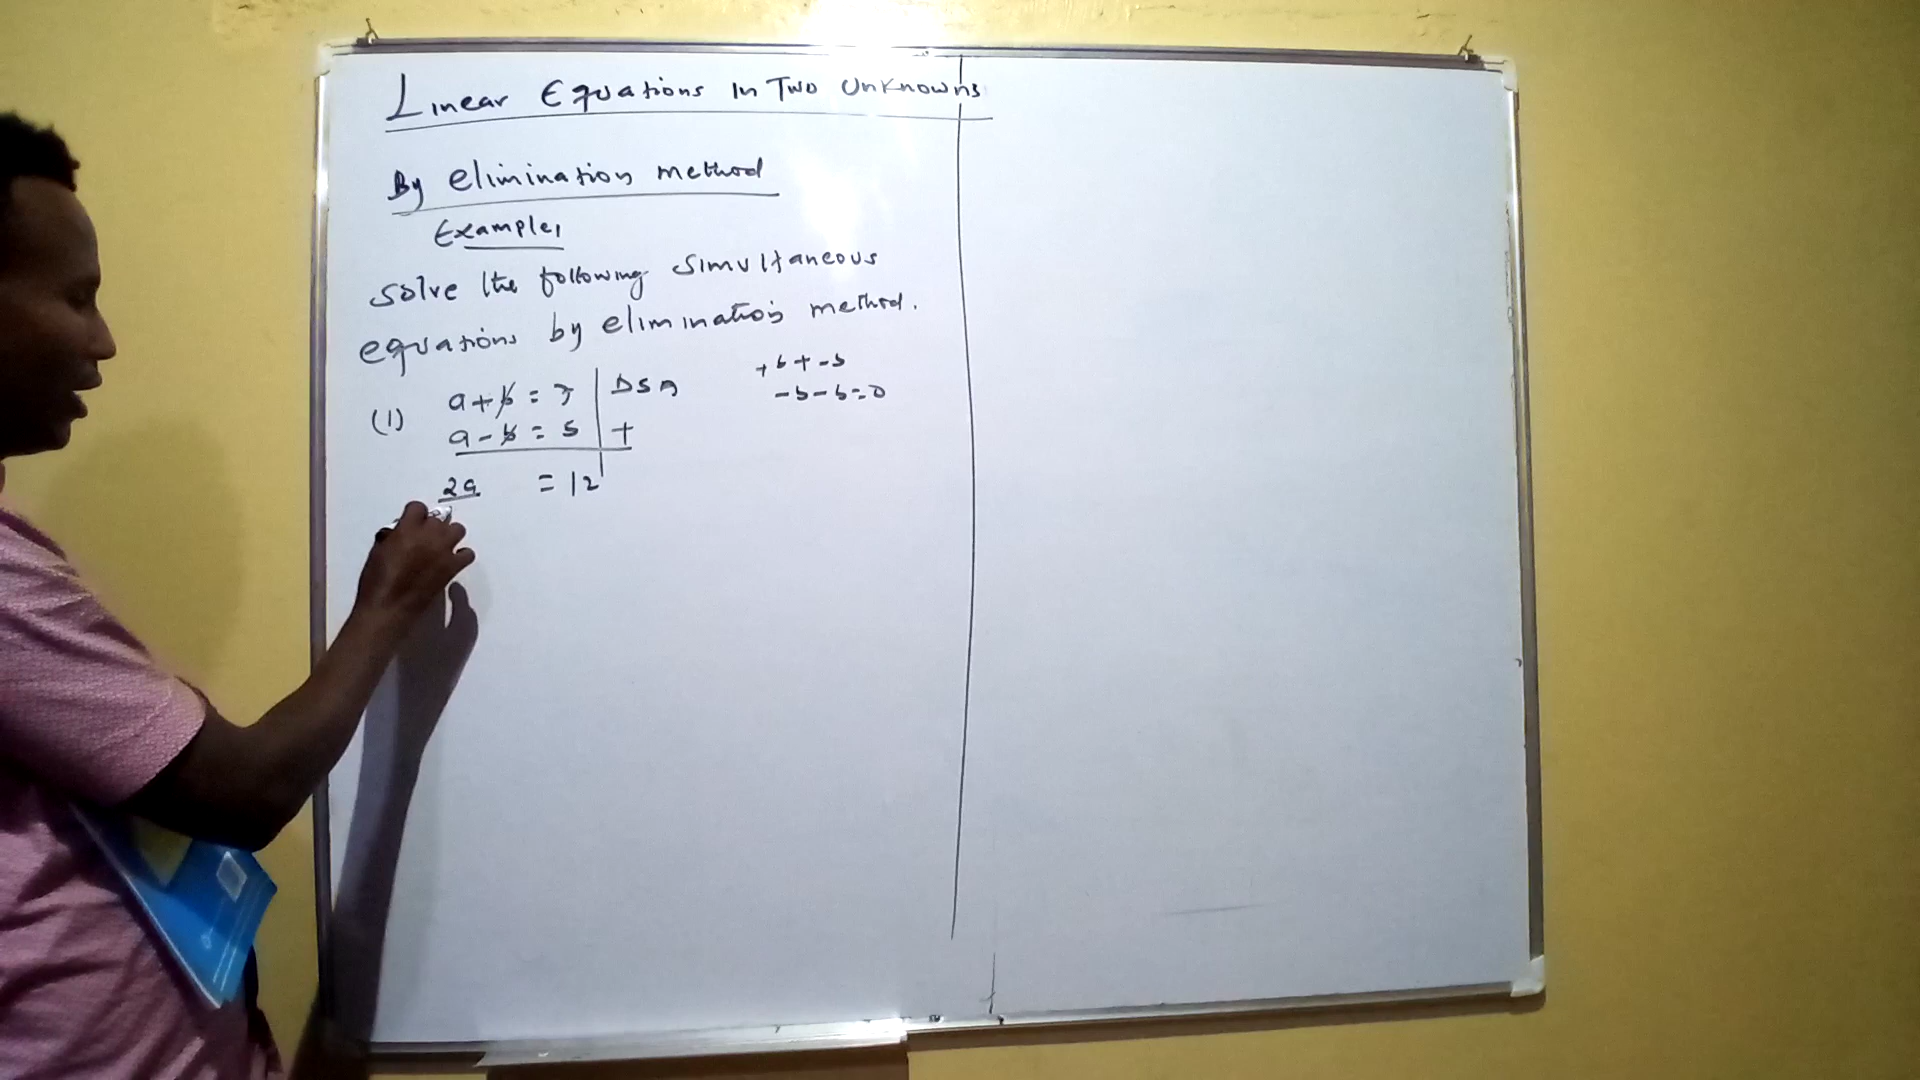 Linear Equations in Two Unknowns
By elimination method
Example,
solve the following simultaneous
equations by elimination method.
(1) a + b = 7 | DSA
a - b = 5 | +
2a = 12
+b + -b
-b - b = 0